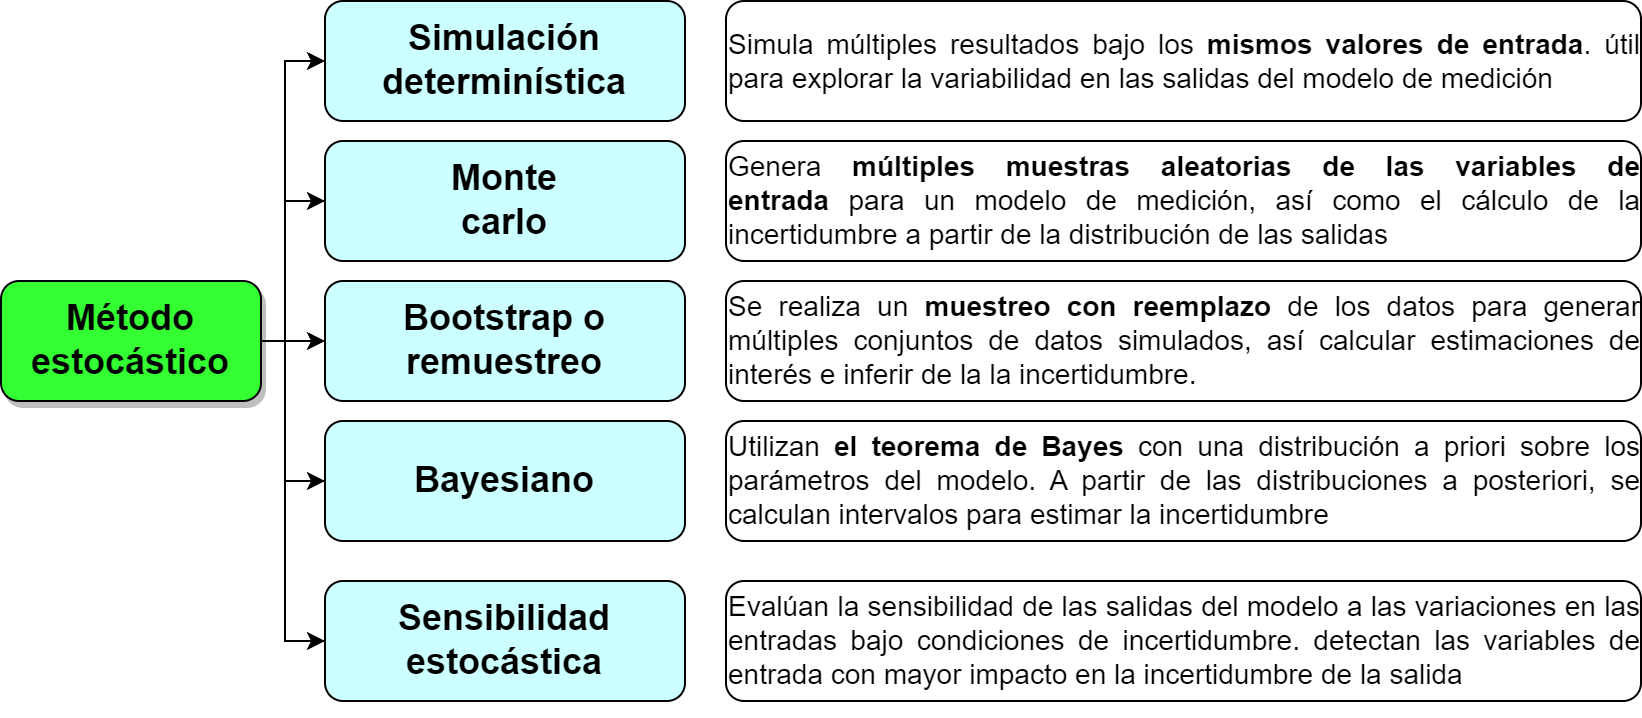 Método
estocástico
Simulación
determinística
Simula múltiples resultados bajo los mismos valores de entrada. útil
para explorar la variabilidad en las salidas del modelo de medición
Monte
carlo
Genera múltiples muestras aleatorias de las variables de
entrada para un modelo de medición, así como el cálculo de la
incertidumbre a partir de la distribución de las salidas
Bootstrap o
remuestreo
Se realiza un muestreo con reemplazo de los datos para generar
múltiples conjuntos de datos simulados, así calcular estimaciones de
interés e inferir de la la incertidumbre.
Bayesiano
Utilizan el teorema de Bayes con una distribución a priori sobre los
parámetros del modelo. A partir de las distribuciones a posteriori, se
calculan intervalos para estimar la incertidumbre
Sensibilidad
estocástica
Evalúan la sensibilidad de las salidas del modelo a las variaciones en las
entradas bajo condiciones de incertidumbre. detectan las variables de
entrada con mayor impacto en la incertidumbre de la salida